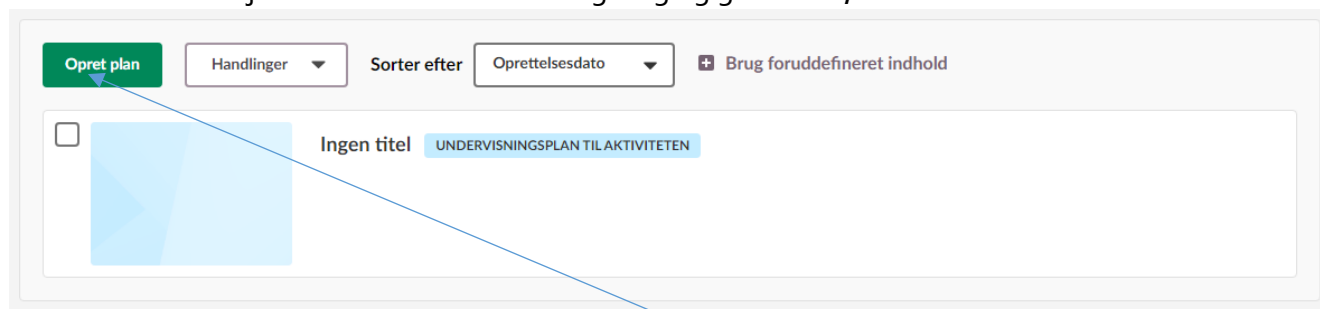 Opret plan Handlinger Sorter efter Oprettelsesdato Brug foruddefineret indhold
Ingen titel UNDERVISNINGSPLAN TIL AKTIVITETEN